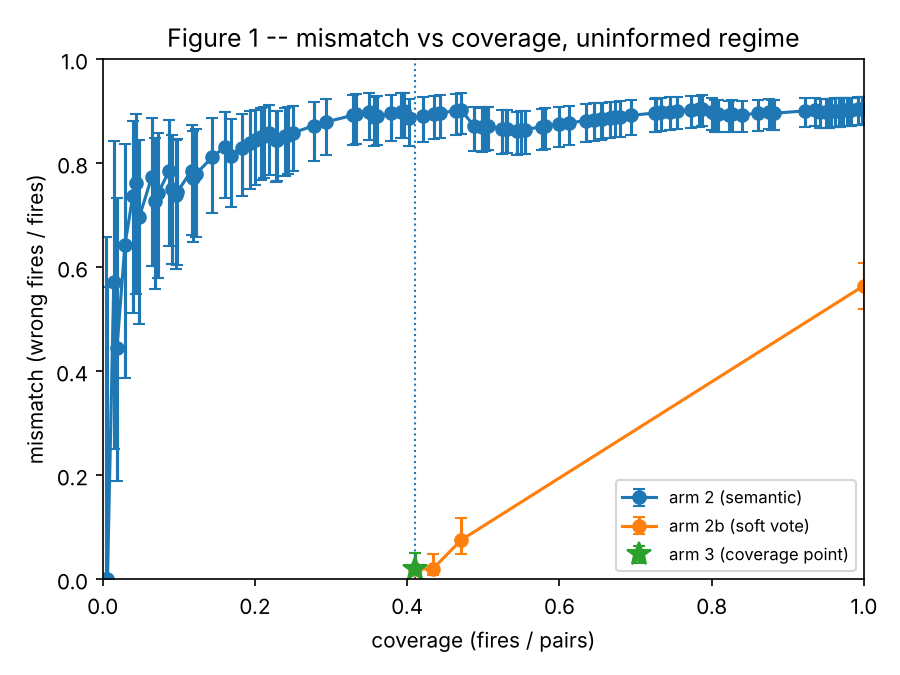 Figure 1 -- mismatch vs coverage, uninformed regime
mismatch (wrong fires / fires)
1.0
0.8
0.6
0.4
0.2
0.0
0.0 0.2 0.4 0.6 0.8 1.0
coverage (fires / pairs)
arm 2 (semantic)
arm 2b (soft vote)
arm 3 (coverage point)